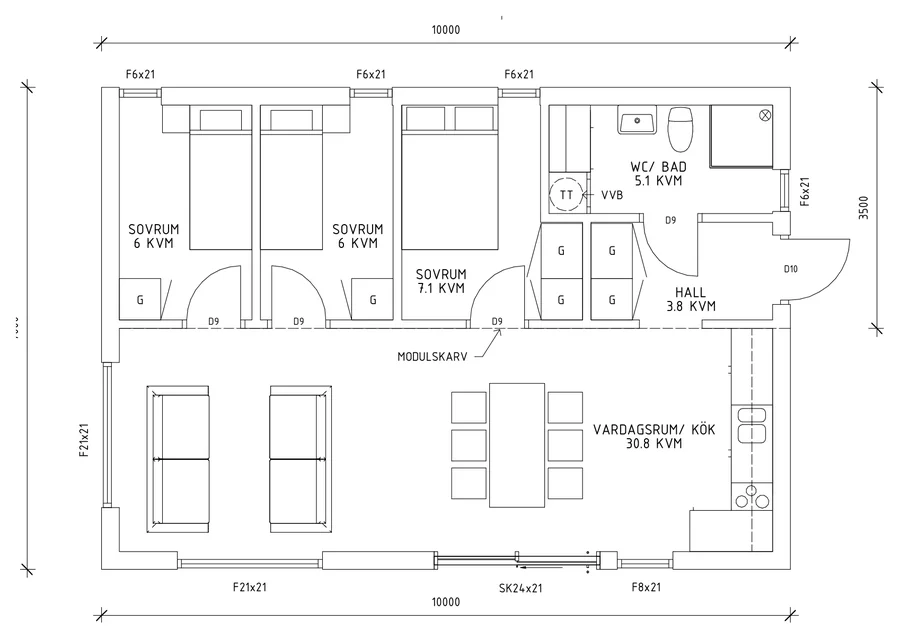 10000
F6x21
F6x21
F6x21
WC/ BAD
5.1 KVM
F6x21
TT
VVB
3500
D9
SOVRUM
6 KVM
SOVRUM
6 KVM
G
G
D10
SOVRUM
7.1 KVM
HALL
3.8 KVM
G
G
G
G
D9
D9
D9
MODULSKARV
VARDAGSRUM/ KÖK
30.8 KVM
F21x21
F21x21
SK24x21
F8x21
10000